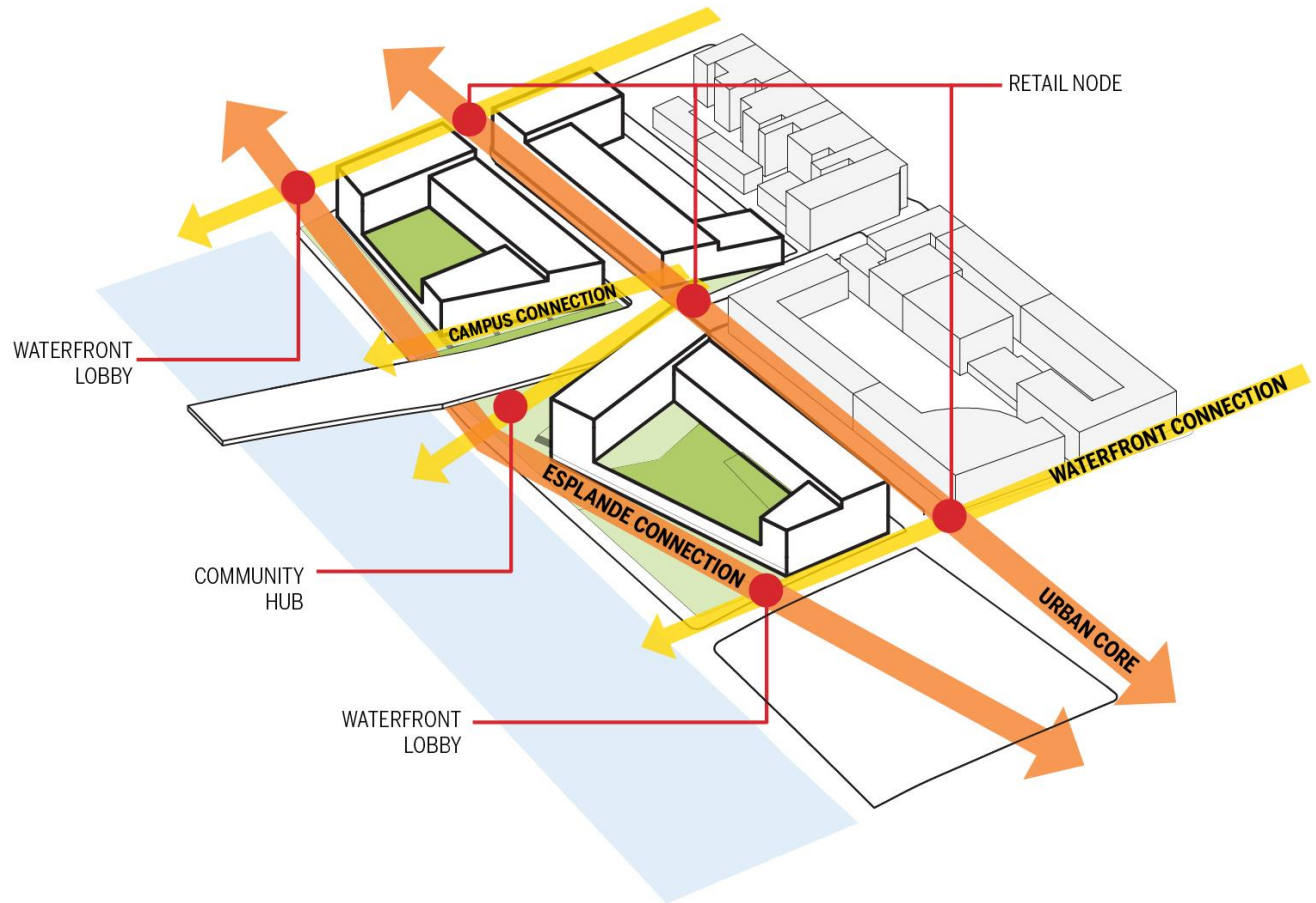 RETAIL NODE
CAMPUS CONNECTION
WATERFRONT
LOBBY
WATERFRONT CONNECTION
ESPLANDE CONNECTION
COMMUNITY
HUB
URBAN CORE
WATERFRONT
LOBBY